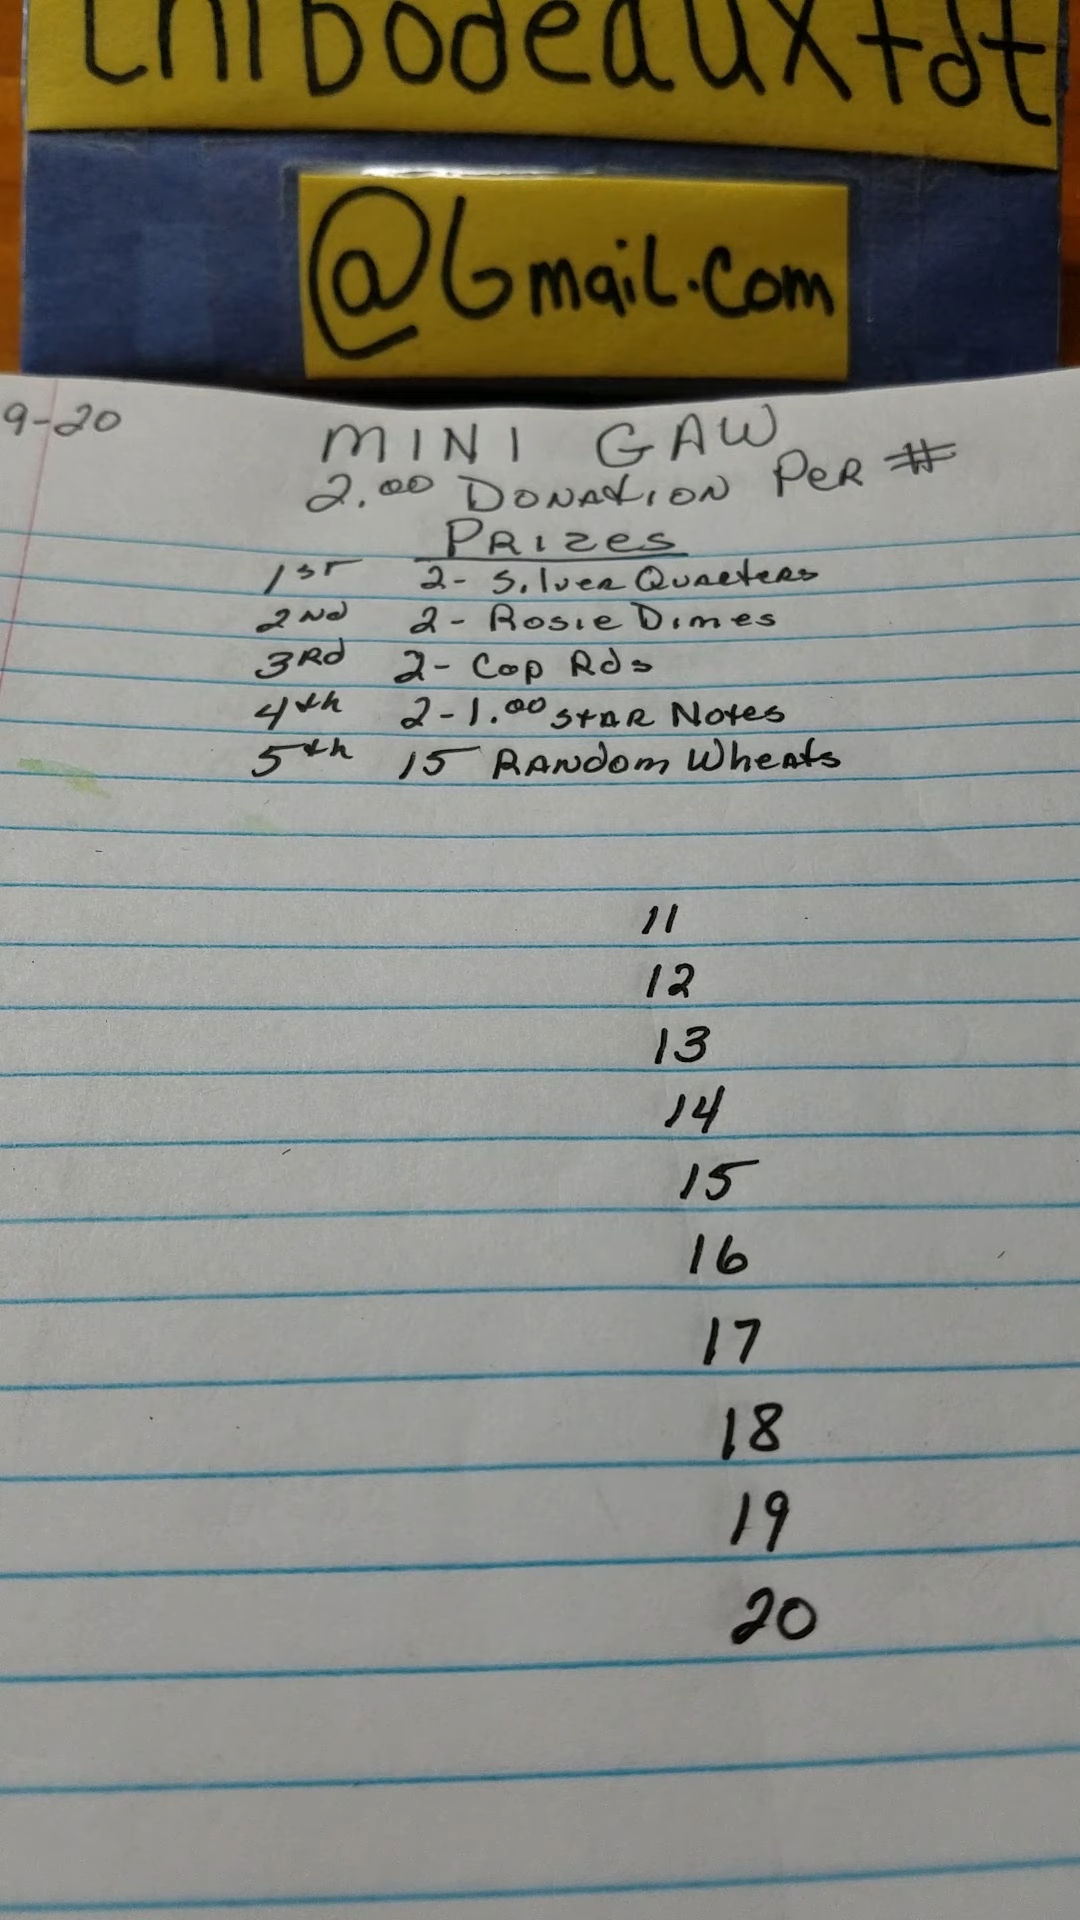 thibodeauxtdt
@Gmail.com
9-20
MINI GAW
2.00 DONATION PER #
PRIZES
1ST 2- Silver Quarters
2ND 2- Rosie Dimes
3Rd 2- Cop Rds
4th 2-1.00 STAR NOTES
5th 15 RANDOM Wheats
11
12
13
14
15
16
17
18
19
20